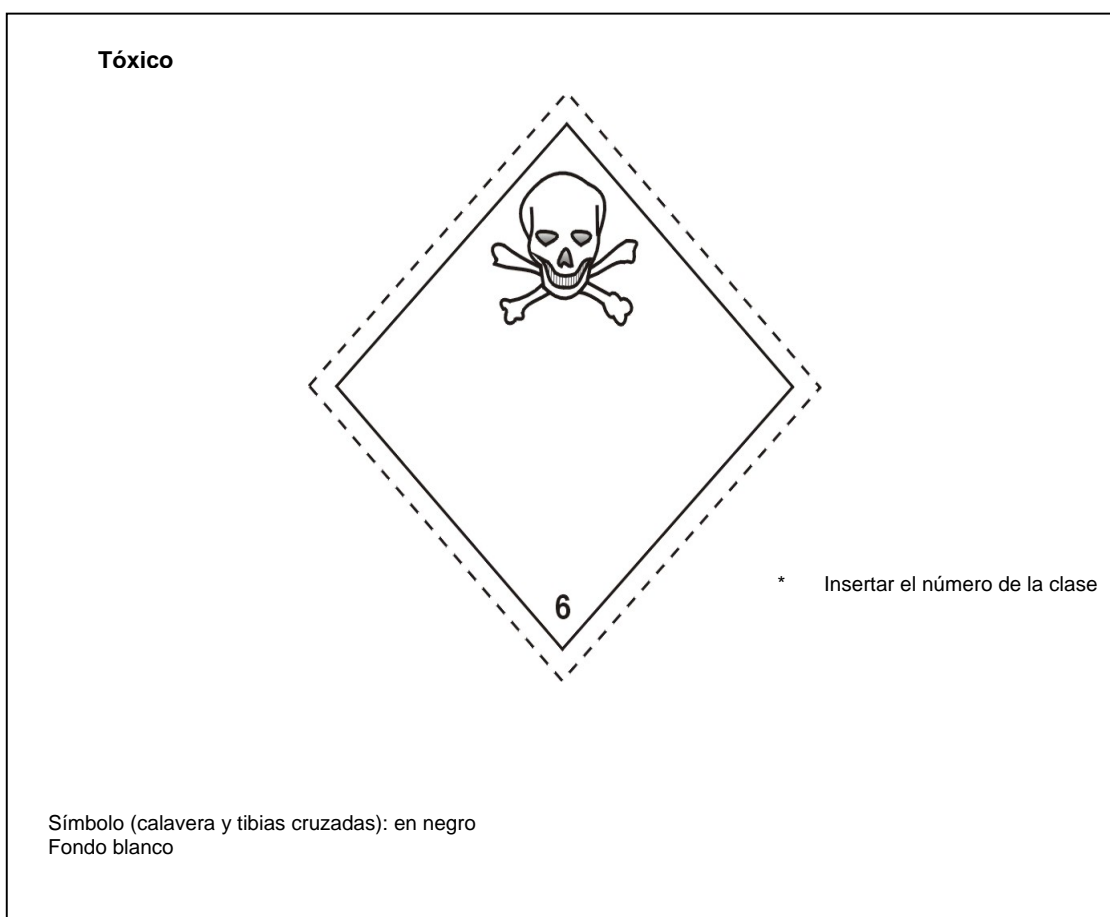 Tóxico
6
* Insertar el número de la clase
Símbolo (calavera y tibias cruzadas): en negro
Fondo blanco